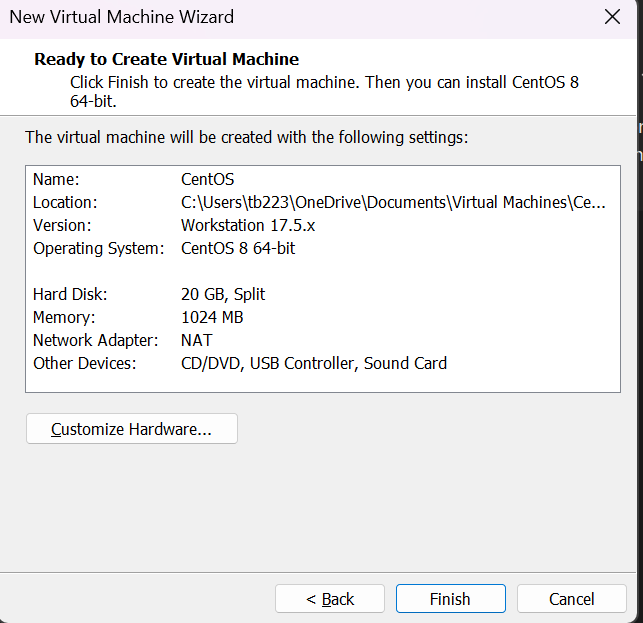 New Virtual Machine Wizard
Ready to Create Virtual Machine
Click Finish to create the virtual machine. Then you can install CentOS 8
64-bit.
The virtual machine will be created with the following settings:
Name: CentOS
Location: C:\Users\tb223\OneDrive\Documents\Virtual Machines\Ce...
Version: Workstation 17.5.x
Operating System: CentOS 8 64-bit
Hard Disk: 20 GB, Split
Memory: 1024 MB
Network Adapter: NAT
Other Devices: CD/DVD, USB Controller, Sound Card
Customize Hardware...
< Back Finish Cancel